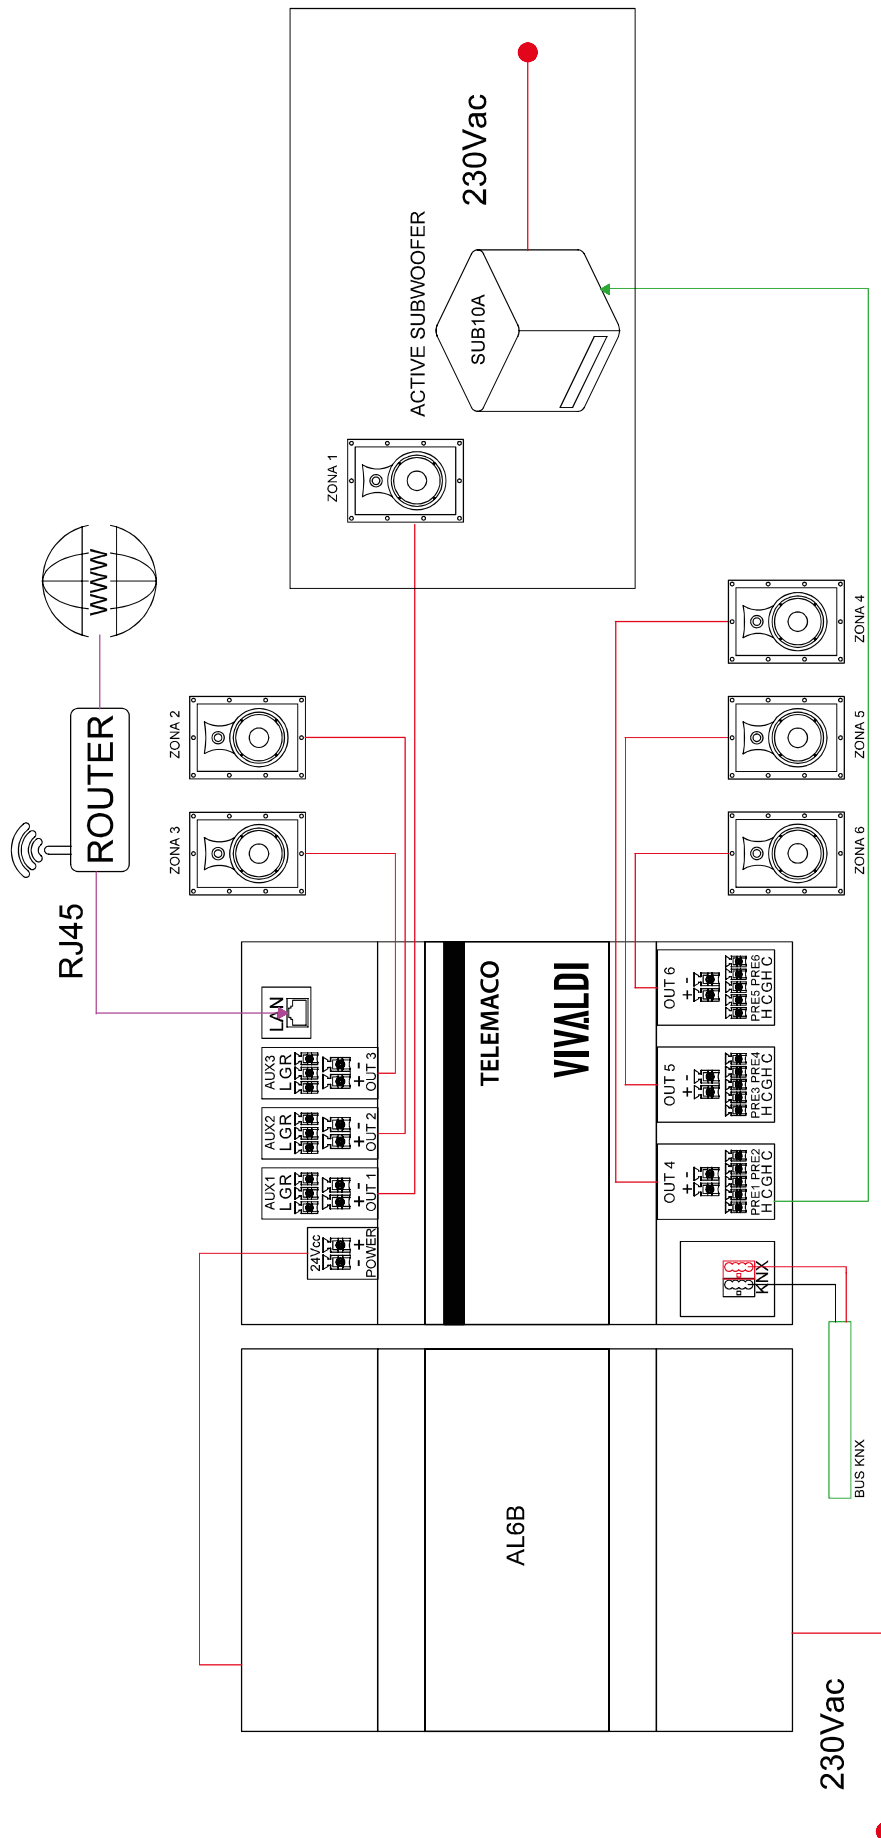 230Vac
ACTIVE SUBWOOFER
SUB10A
ZONA 1
WWW
ROUTER
RJ45
ZONA 2
ZONA 3
ZONA 4
ZONA 5
ZONA 6
LAN
AUX3
L G R
+ -
OUT 3
AUX2
L G R
+ -
OUT 2
AUX1
L G R
+ -
OUT 1
24Vcc
- +
POWER
TELEMACO
VIVALDI
OUT 6
+ -
PRE5 PRE6
H C G H C
OUT 5
+ -
PRE3 PRE4
H C G H C
OUT 4
+ -
PRE1 PRE2
H C G H C
KNX
BUS KNX
AL6B
230Vac